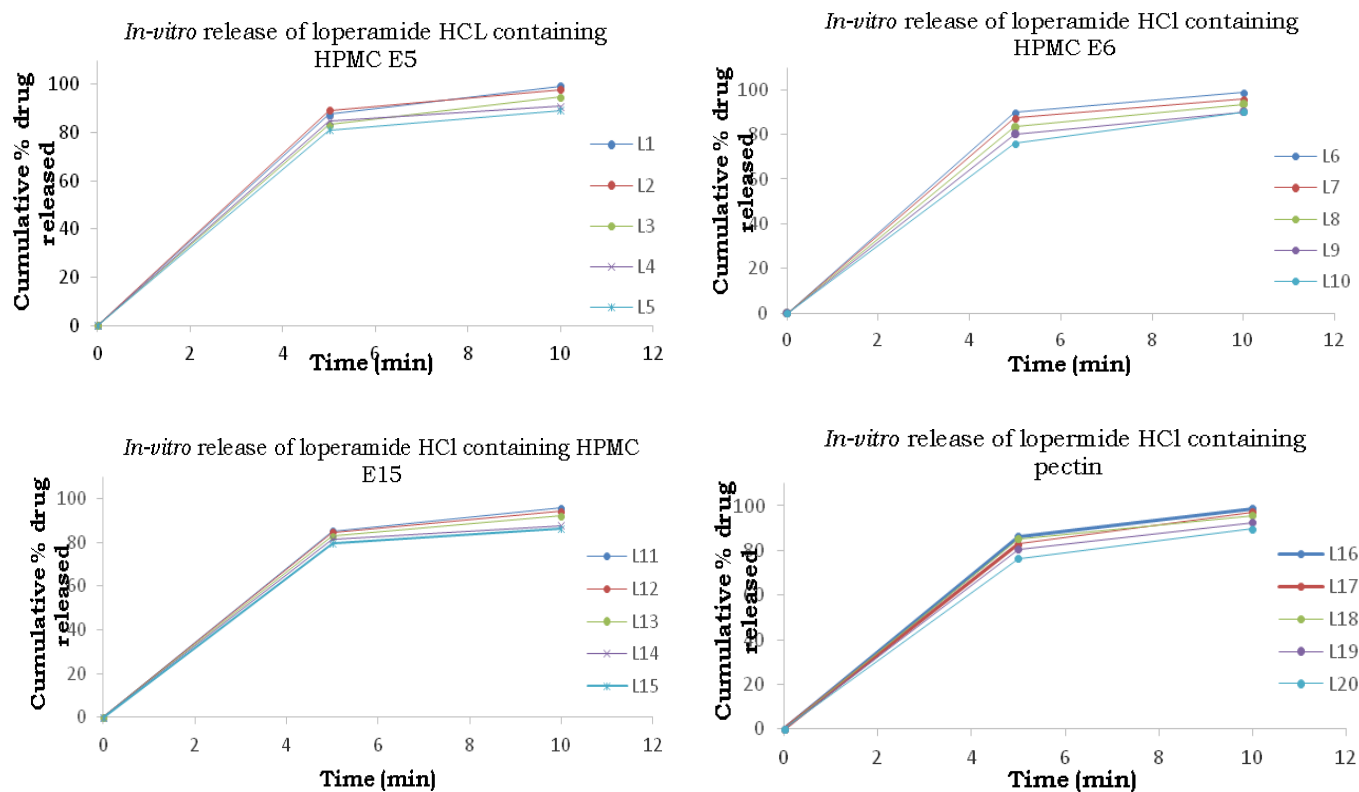 In-vitro release of loperamide HCL containing
HPMC E5
Cumulative % drug
released
100
80
60
40
20
0
0 2 4 6 8 10 12
Time (min)
L1
L2
L3
L4
L5
In-vitro release of loperamide HCl containing
HPMC E6
Cumulative % drug
released
100
80
60
40
20
0
0 2 4 6 8 10 12
Time (min)
L6
L7
L8
L9
L10
In-vitro release of loperamide HCl containing HPMC
E15
Cumulative % drug
released
100
80
60
40
20
0
0 2 4 6 8 10 12
Time (min)
L11
L12
L13
L14
L15
In-vitro release of lopermide HCl containing
pectin
Cumulative % drug
released
100
80
60
40
20
0
0 2 4 6 8 10 12
Time (min)
L16
L17
L18
L19
L20